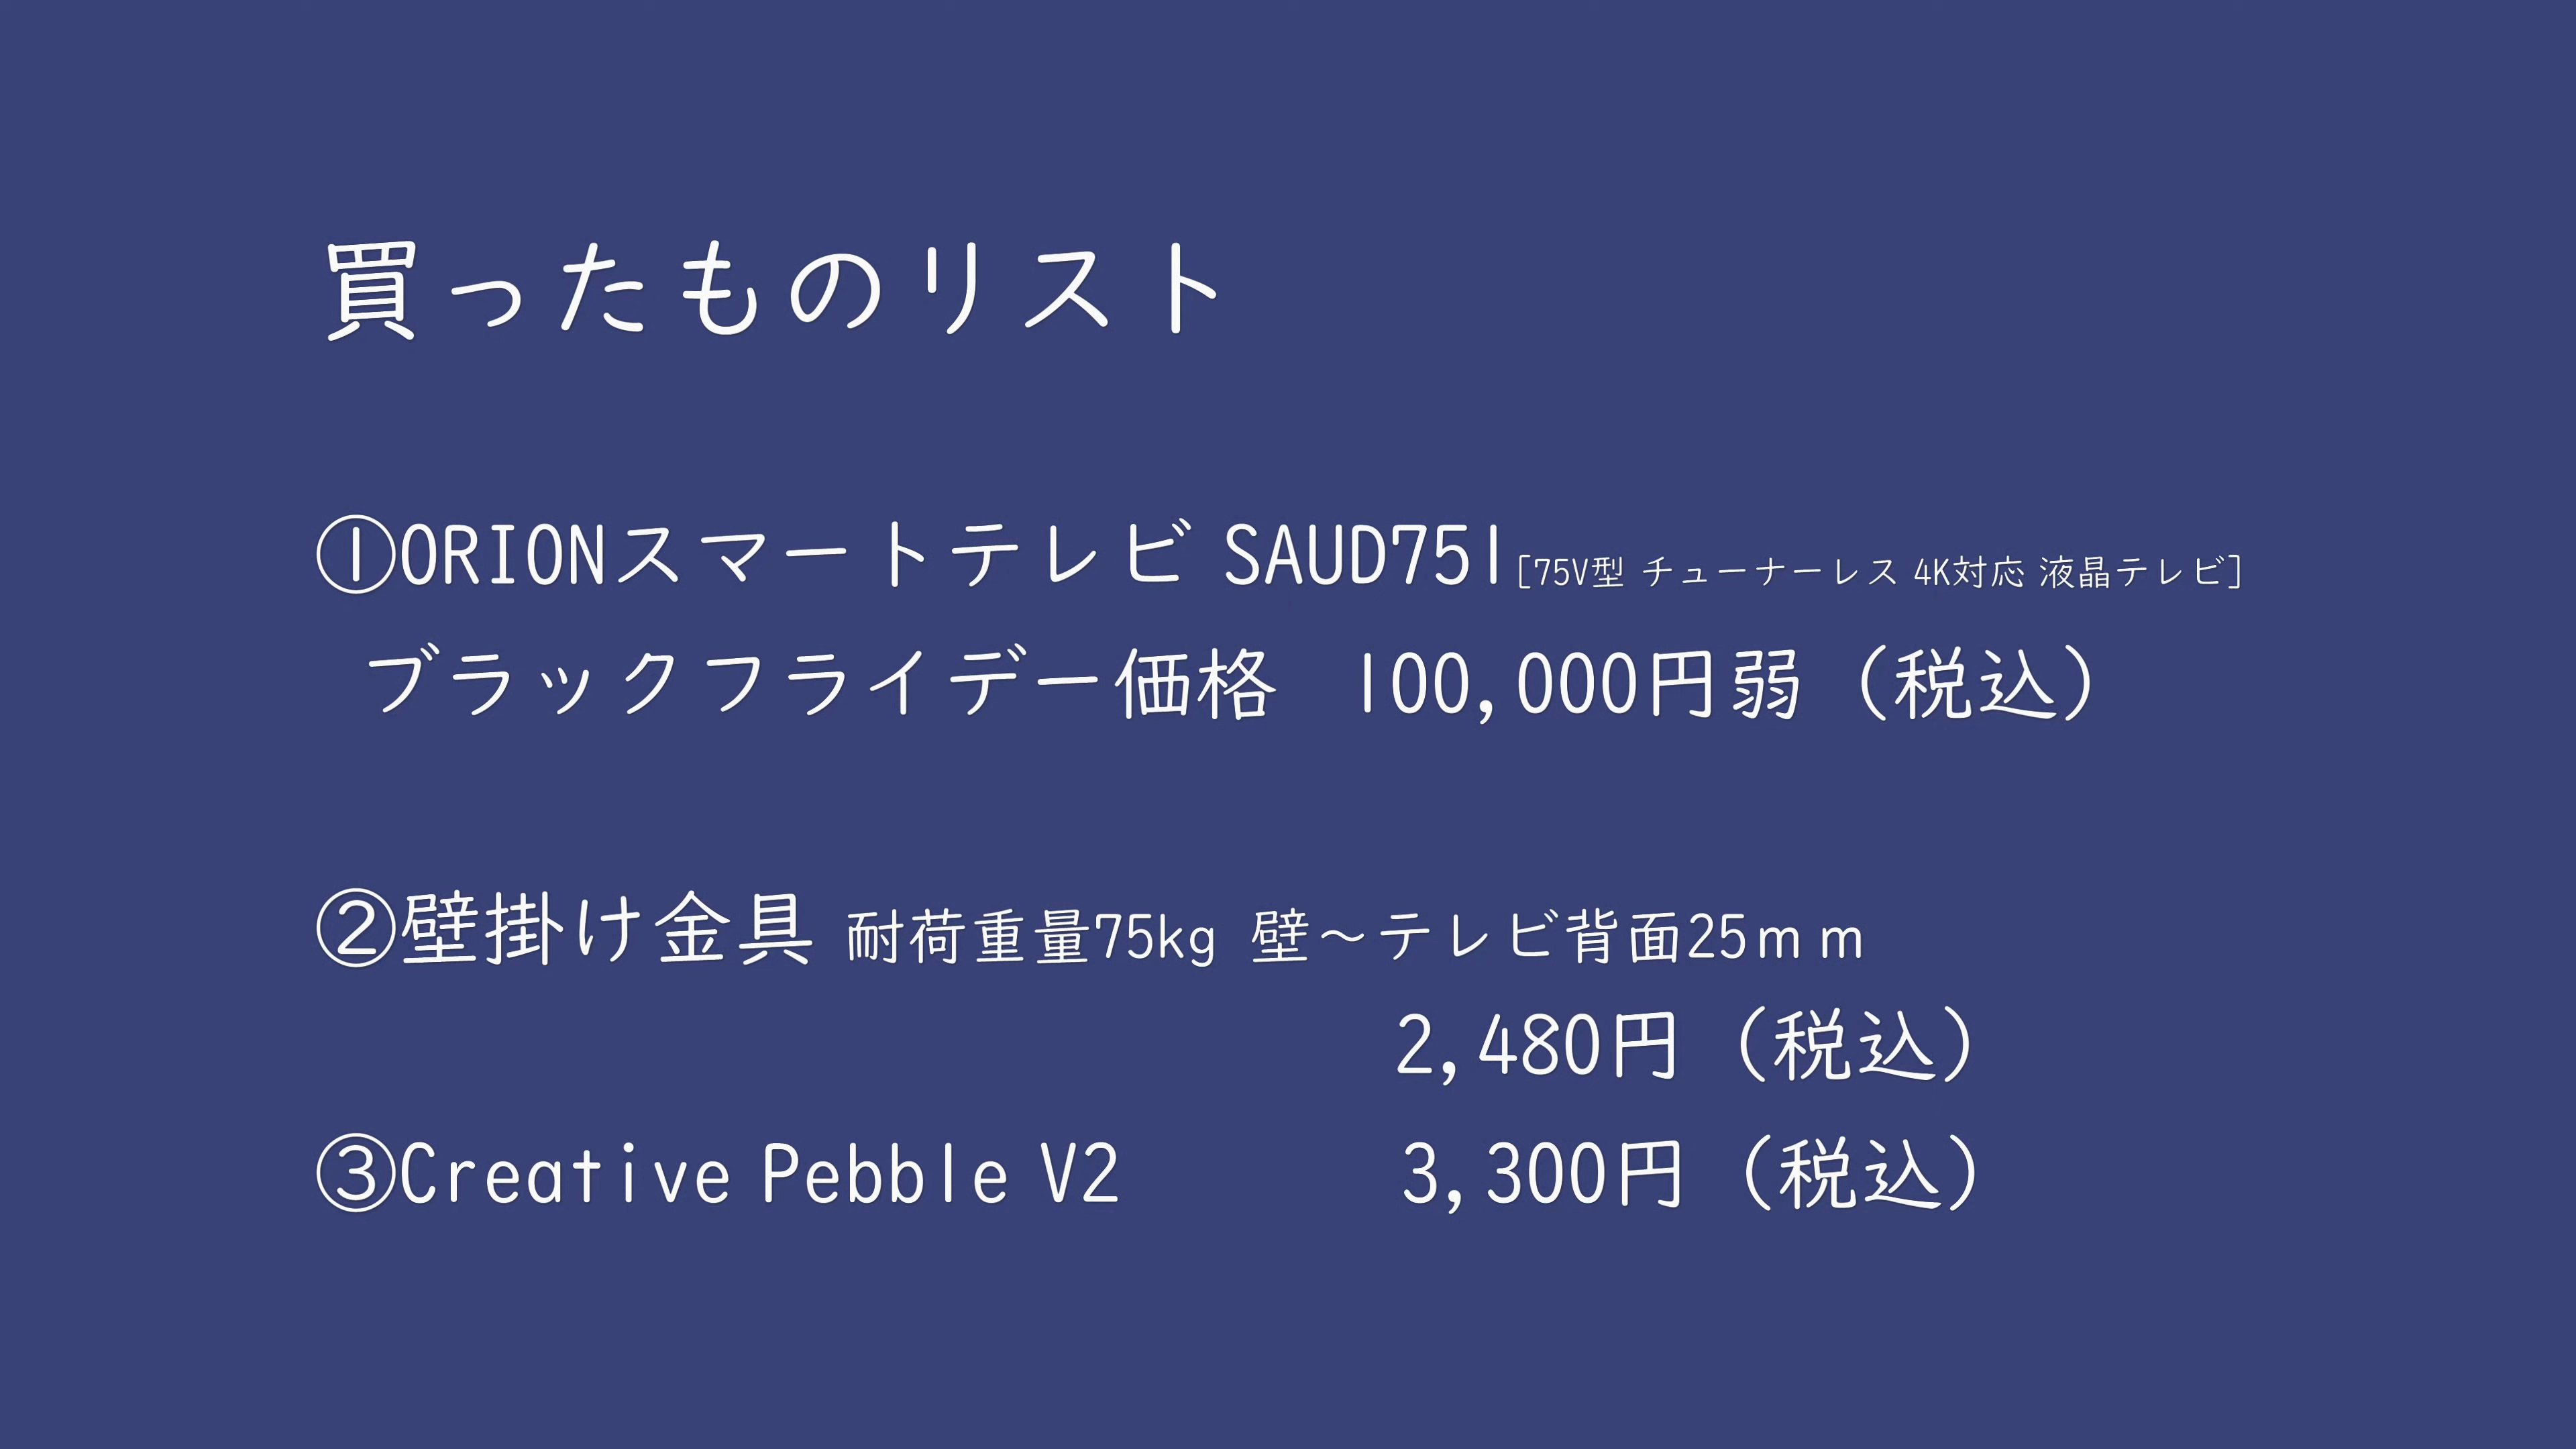 買ったものリスト
①ORIONスマートテレビ SAUD751[75V型 チューナーレス 4K対応 液晶テレビ]
ブラックフライデー価格　100,000円弱（税込）
②壁掛け金具 耐荷重量75kg 壁～テレビ背面25ｍｍ
2,480円（税込）
③Creative Pebble V2　3,300円（税込）